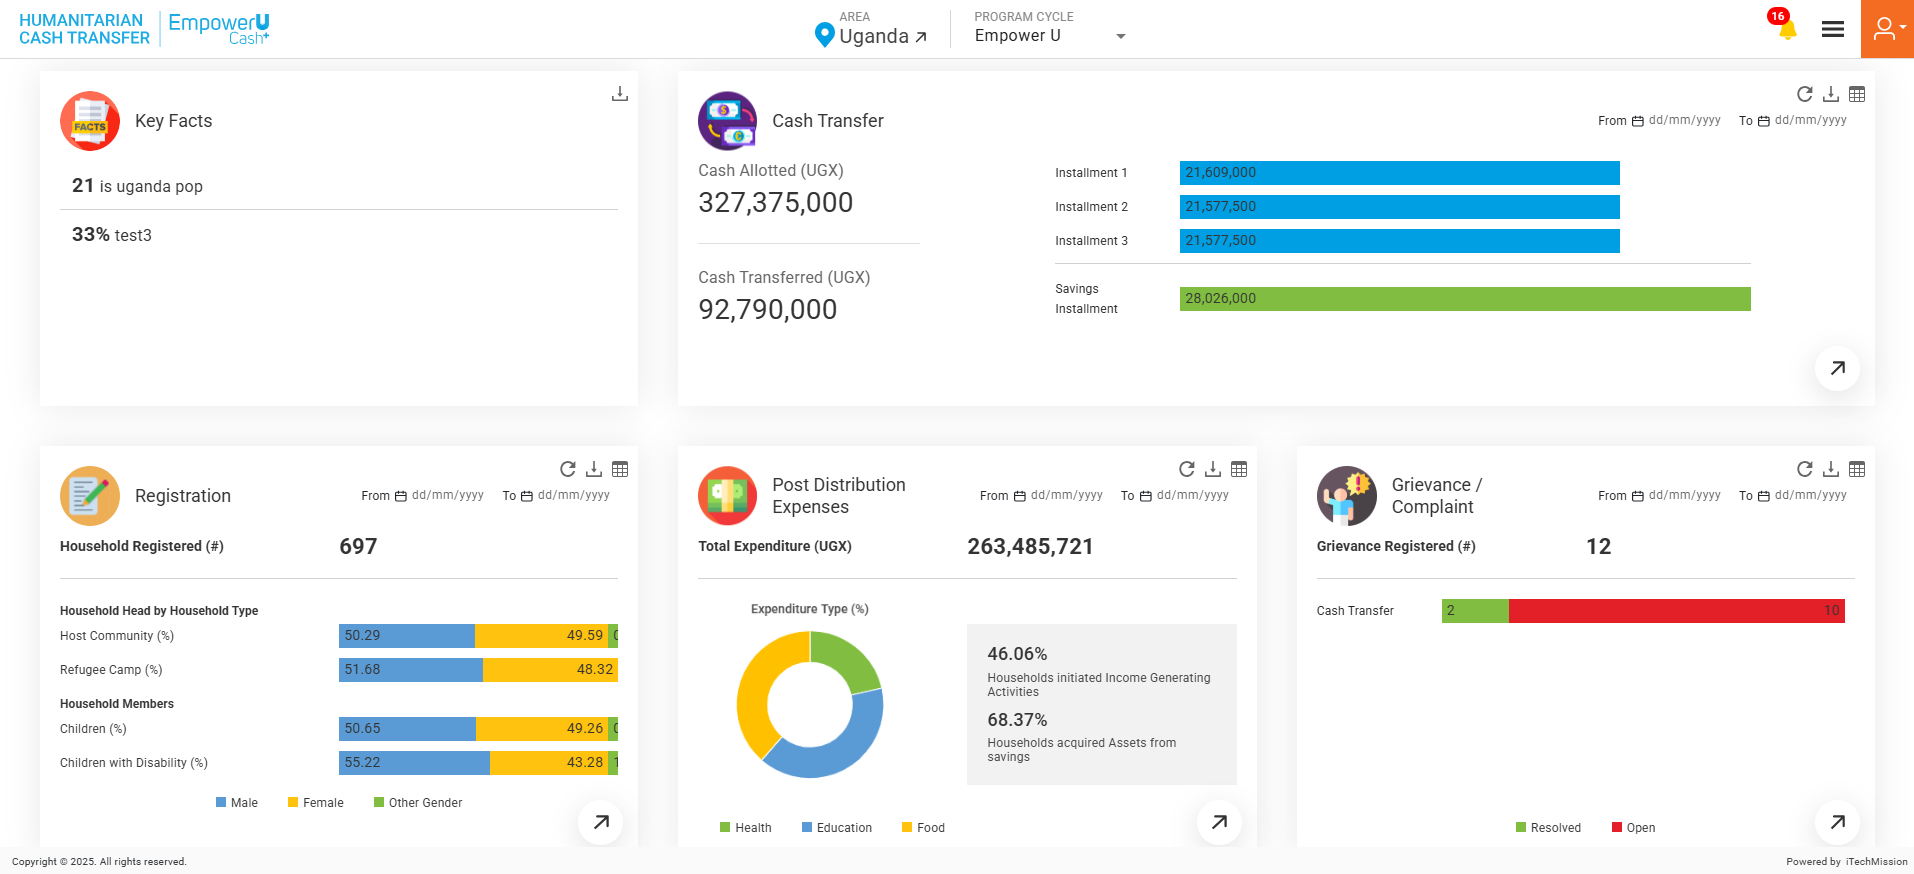 HUMANITARIAN
CASH TRANSFER
EmpowerU
Cash+
AREA
Uganda
PROGRAM CYCLE
Empower U
16
FACTS
Key Facts
21 is uganda pop
33% test3
Cash Transfer
From dd/mm/yyyy To dd/mm/yyyy
Cash Allotted (UGX)
327,375,000
Cash Transferred (UGX)
92,790,000
Installment 1 21,609,000
Installment 2 21,577,500
Installment 3 21,577,500
Savings
Installment
28,026,000
Registration
From dd/mm/yyyy To dd/mm/yyyy
Household Registered (#) 697
Household Head by Household Type
Host Community (%) 50.29 49.59
Refugee Camp (%) 51.68 48.32
Household Members
Children (%) 50.65 49.26
Children with Disability (%) 55.22 43.28
Male Female Other Gender
Post Distribution
Expenses
From dd/mm/yyyy To dd/mm/yyyy
Total Expenditure (UGX) 263,485,721
Expenditure Type (%)
46.06%
Households initiated Income Generating
Activities
68.37%
Households acquired Assets from
savings
Health Education Food
Grievance /
Complaint
From dd/mm/yyyy To dd/mm/yyyy
Grievance Registered (#) 12
Cash Transfer 2 10
Resolved Open
Copyright © 2025. All rights reserved.
Powered by iTechMission